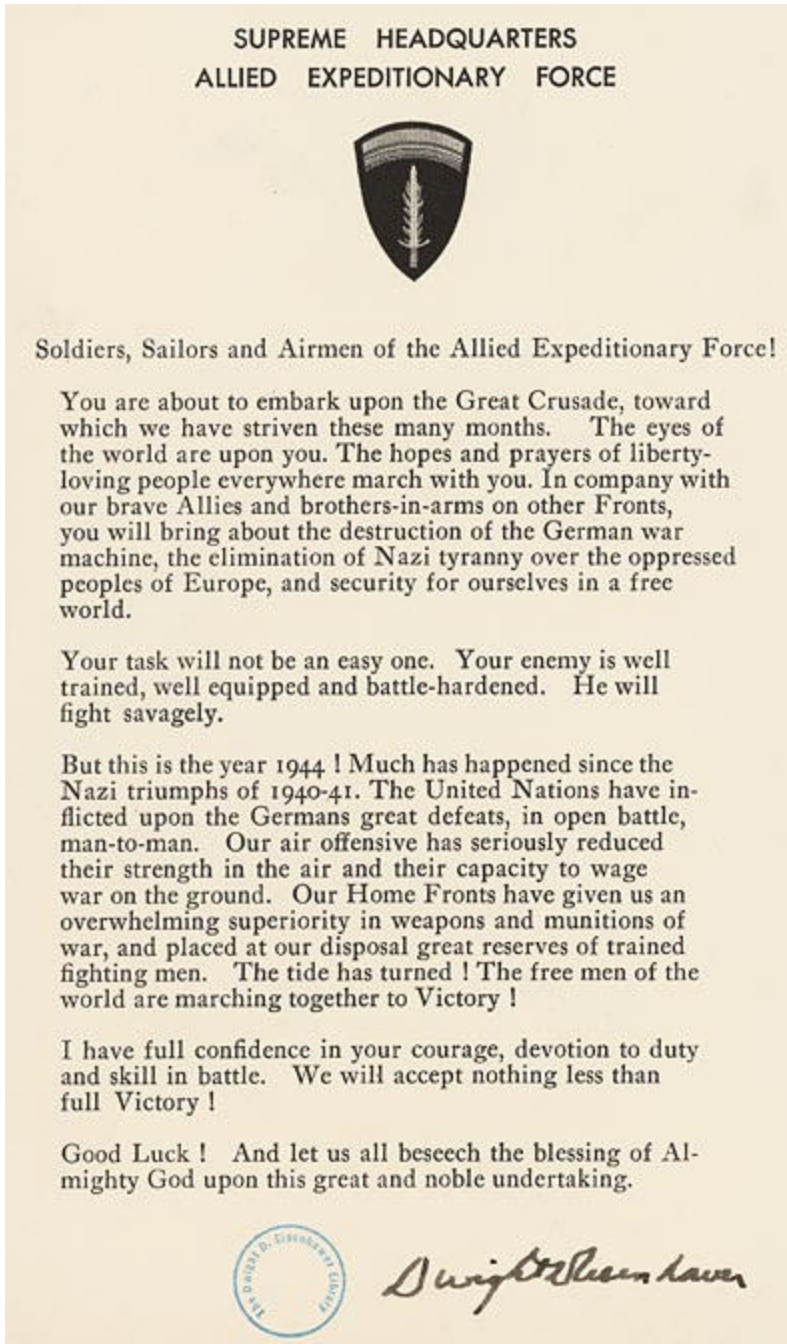 SUPREME HEADQUARTERS
ALLIED EXPEDITIONARY FORCE
Soldiers, Sailors and Airmen of the Allied Expeditionary Force!
You are about to embark upon the Great Crusade, toward
which we have striven these many months. The eyes of
the world are upon you. The hopes and prayers of liberty-
loving people everywhere march with you. In company with
our brave Allies and brothers-in-arms on other Fronts,
you will bring about the destruction of the German war
machine, the elimination of Nazi tyranny over the oppressed
peoples of Europe, and security for ourselves in a free
world.
Your task will not be an easy one. Your enemy is well
trained, well equipped and battle-hardened. He will
fight savagely.
But this is the year 1944 ! Much has happened since the
Nazi triumphs of 1940-41. The United Nations have in-
flicted upon the Germans great defeats, in open battle,
man-to-man. Our air offensive has seriously reduced
their strength in the air and their capacity to wage
war on the ground. Our Home Fronts have given us an
overwhelming superiority in weapons and munitions of
war, and placed at our disposal great reserves of trained
fighting men. The tide has turned ! The free men of the
world are marching together to Victory !
I have full confidence in your courage, devotion to duty
and skill in battle. We will accept nothing less than
full Victory !
Good Luck ! And let us all beseech the blessing of Al-
mighty God upon this great and noble undertaking.
The Dwight D. Eisenhower Library
Dwight D Eisenhower